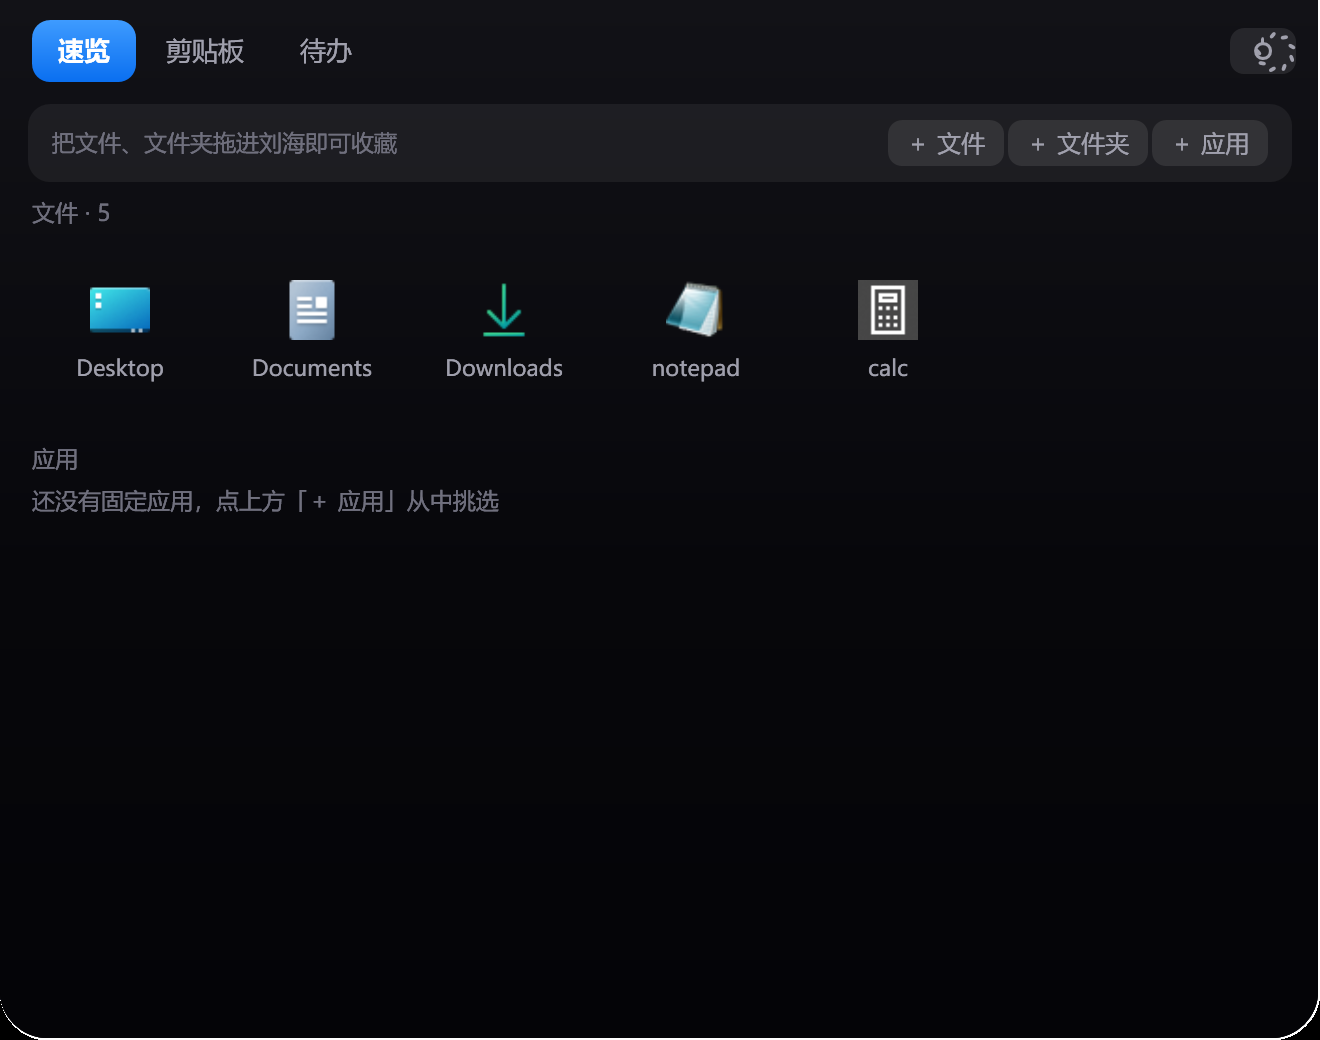 速览 剪贴板 待办
把文件、文件夹拖进刘海即可收藏 + 文件 + 文件夹 + 应用
文件 · 5
Desktop Documents Downloads notepad calc
应用
还没有固定应用，点上方「+ 应用」从中挑选